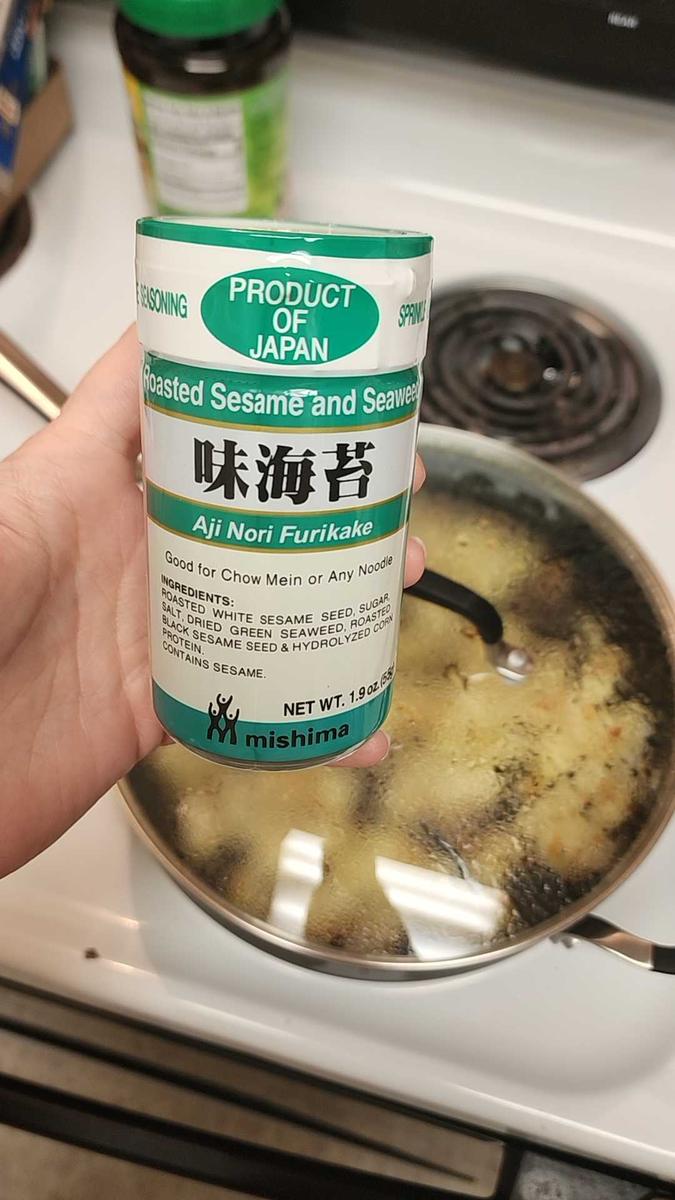 SEASONING
PRODUCT
OF
JAPAN
Roasted Sesame and Seaweed
味海苔
Aji Nori Furikake
Good for Chow Mein or Any Noodle
INGREDIENTS:
ROASTED WHITE SESAME SEED, SUGAR,
SALT, DRIED GREEN SEAWEED, ROASTED
BLACK SESAME SEED & HYDROLYZED CORN
PROTEIN.
CONTAINS SESAME.
NET WT. 1.9 oz.
mishima